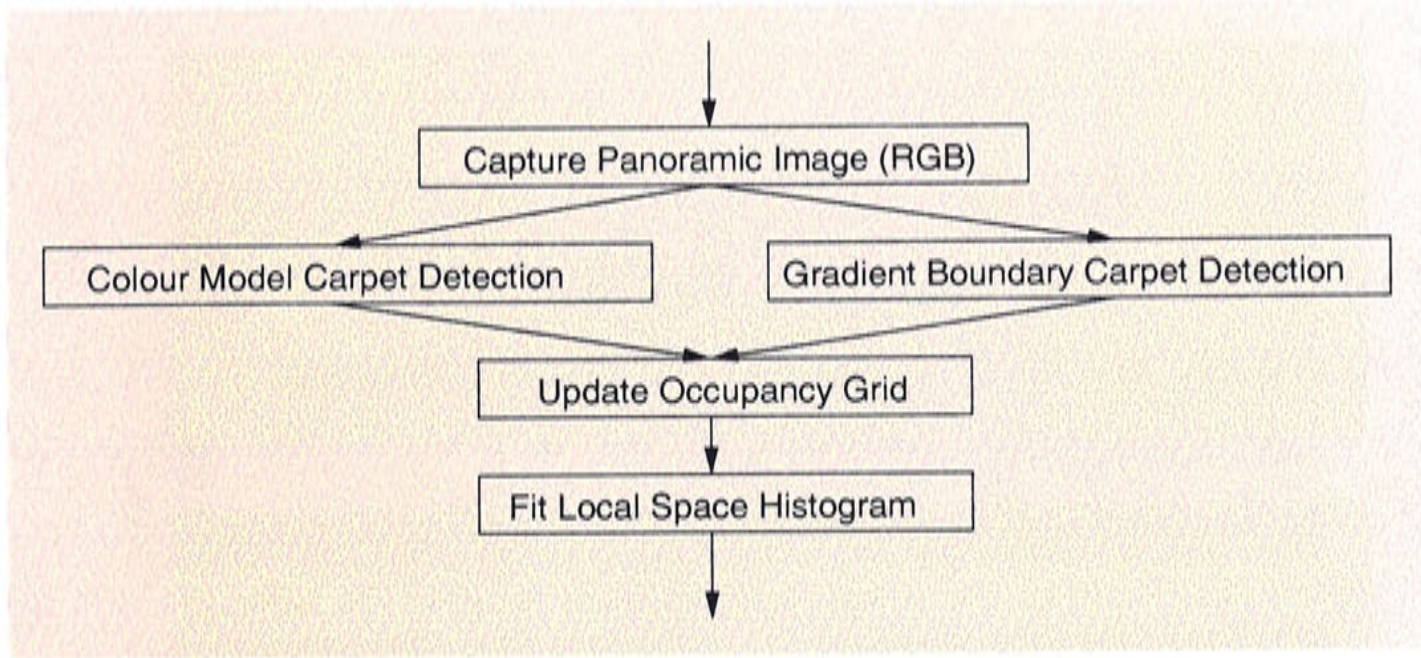 Capture Panoramic Image (RGB)
Colour Model Carpet Detection
Gradient Boundary Carpet Detection
Update Occupancy Grid
Fit Local Space Histogram